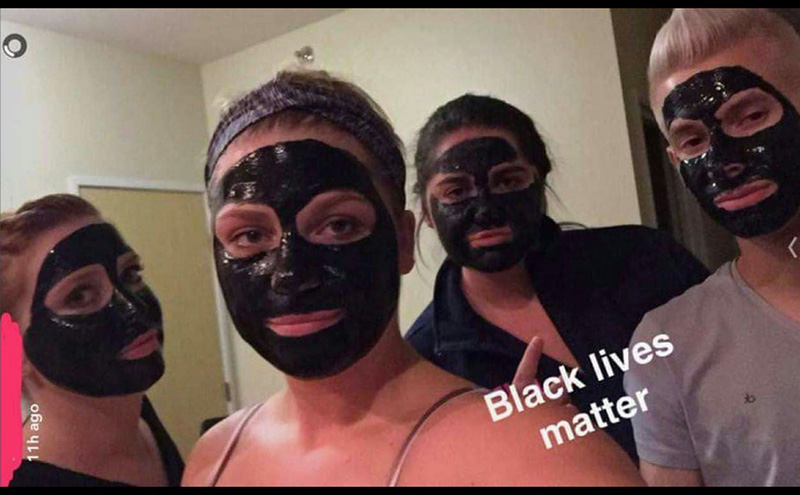 Black lives
matter
11h ago